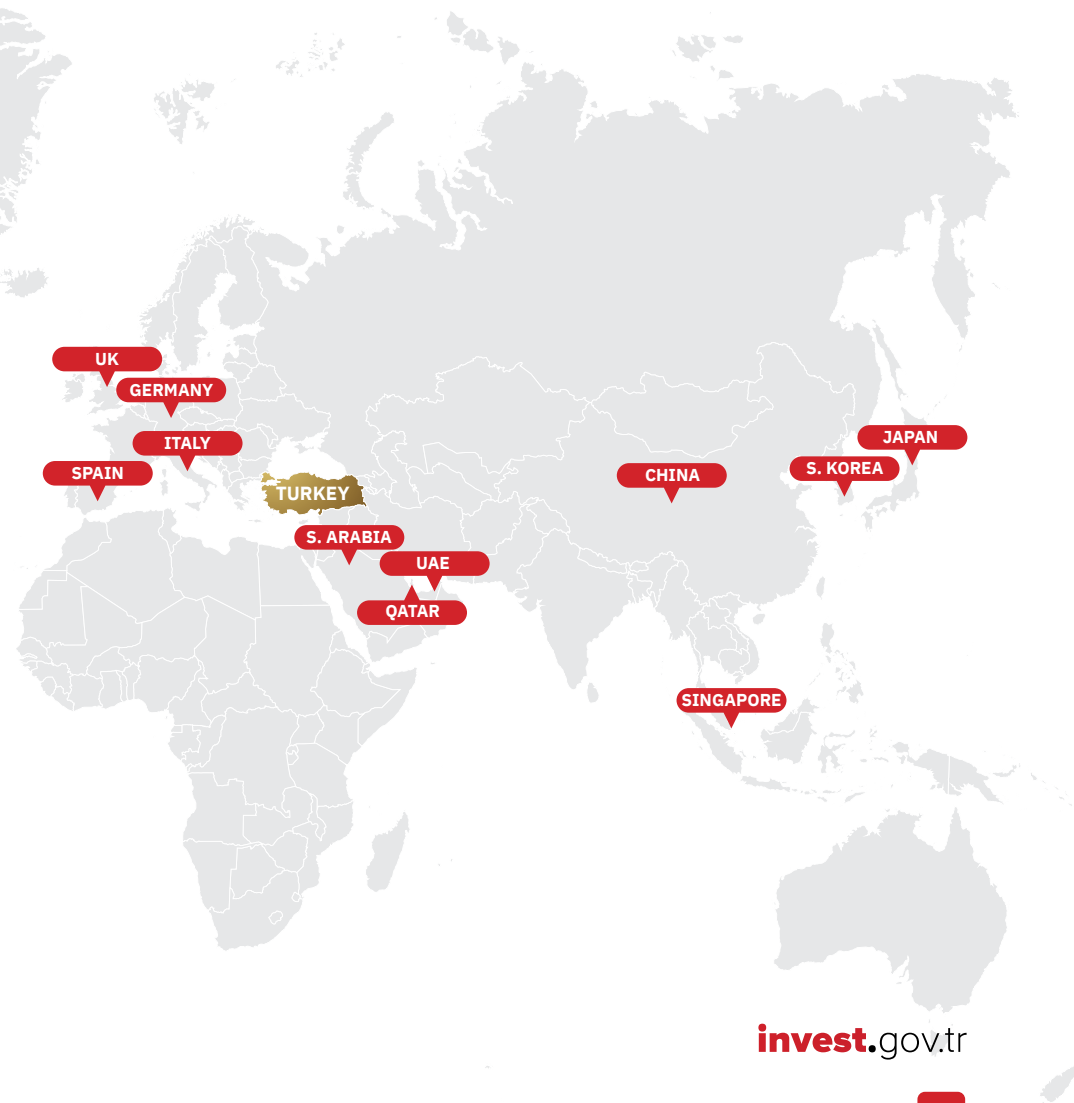 UK
GERMANY
ITALY
SPAIN
TURKEY
JAPAN
S. KOREA
CHINA
S. ARABIA
UAE
QATAR
SINGAPORE
invest.gov.tr